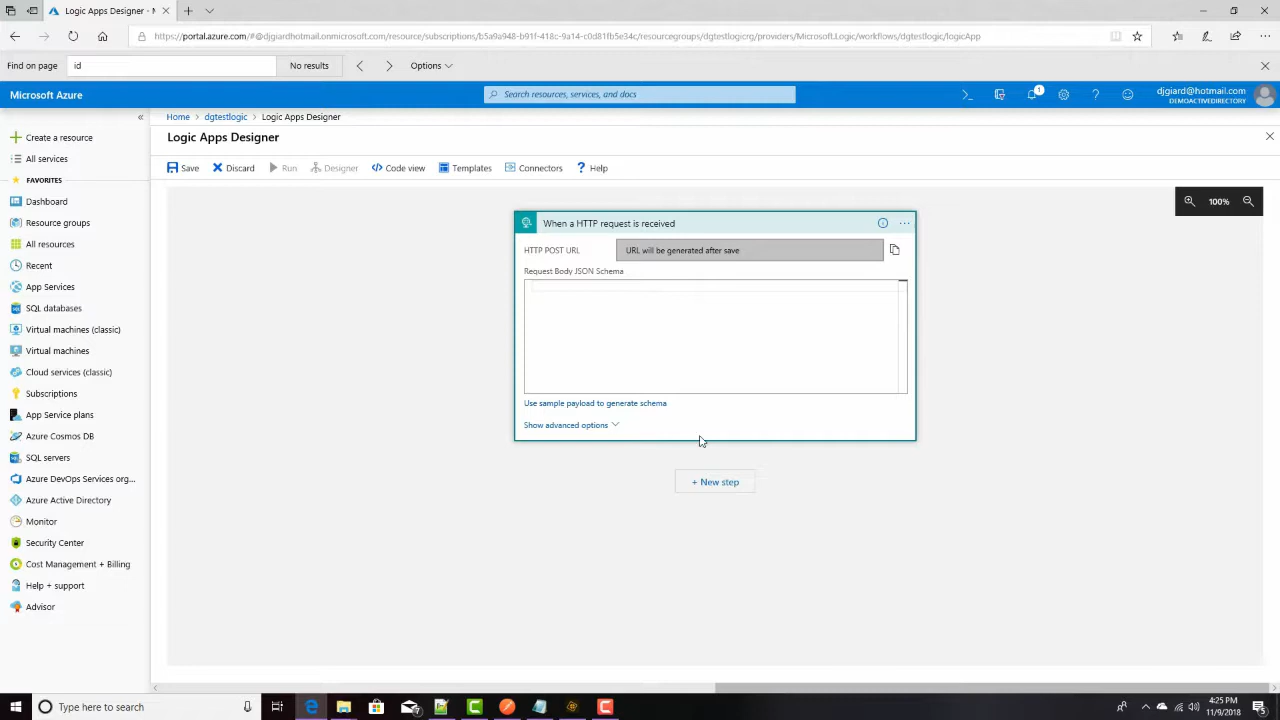 Logic Apps Designer - M
https://portal.azure.com/#@djgiardhotmail.onmicrosoft.com/resource/subscriptions/b5a9a948-b91f-418c-9a14-c0d81fb5e34c/resourcegroups/dgtestlogicrg/providers/Microsoft.Logic/workflows/dgtestlogic/logicApp
Find on page id No results Options
Microsoft Azure
Search resources, services, and docs
1
djgiard@hotmail.com
DEMOACTIVEDIRECTORY
Home > dgtestlogic > Logic Apps Designer
Logic Apps Designer
Save Discard Run Designer Code view Templates Connectors Help
Create a resource
All services
FAVORITES
Dashboard
Resource groups
All resources
Recent
App Services
SQL databases
Virtual machines (classic)
Virtual machines
Cloud services (classic)
Subscriptions
App Service plans
Azure Cosmos DB
SQL servers
Azure DevOps Services org...
Azure Active Directory
Monitor
Security Center
Cost Management + Billing
Help + support
Advisor
100%
When a HTTP request is received
HTTP POST URL URL will be generated after save
Request Body JSON Schema
Use sample payload to generate schema
Show advanced options
+ New step
Type here to search
4:25 PM
11/9/2018